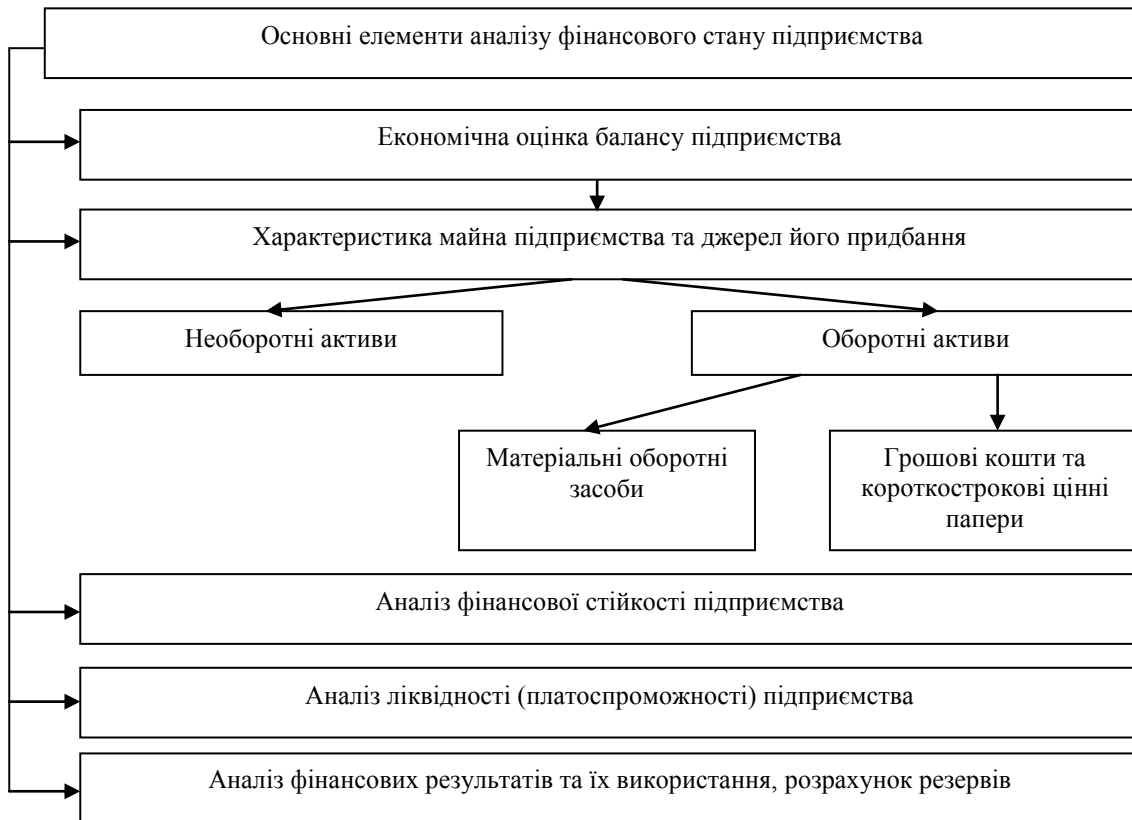 Основні елементи аналізу фінансового стану підприємства
Економічна оцінка балансу підприємства
Характеристика майна підприємства та джерел його придбання
Необоротні активи
Оборотні активи
Матеріальні оборотні
засоби
Грошові кошти та
короткострокові цінні
папери
Аналіз фінансової стійкості підприємства
Аналіз ліквідності (платоспроможності) підприємства
Аналіз фінансових результатів та їх використання, розрахунок резервів